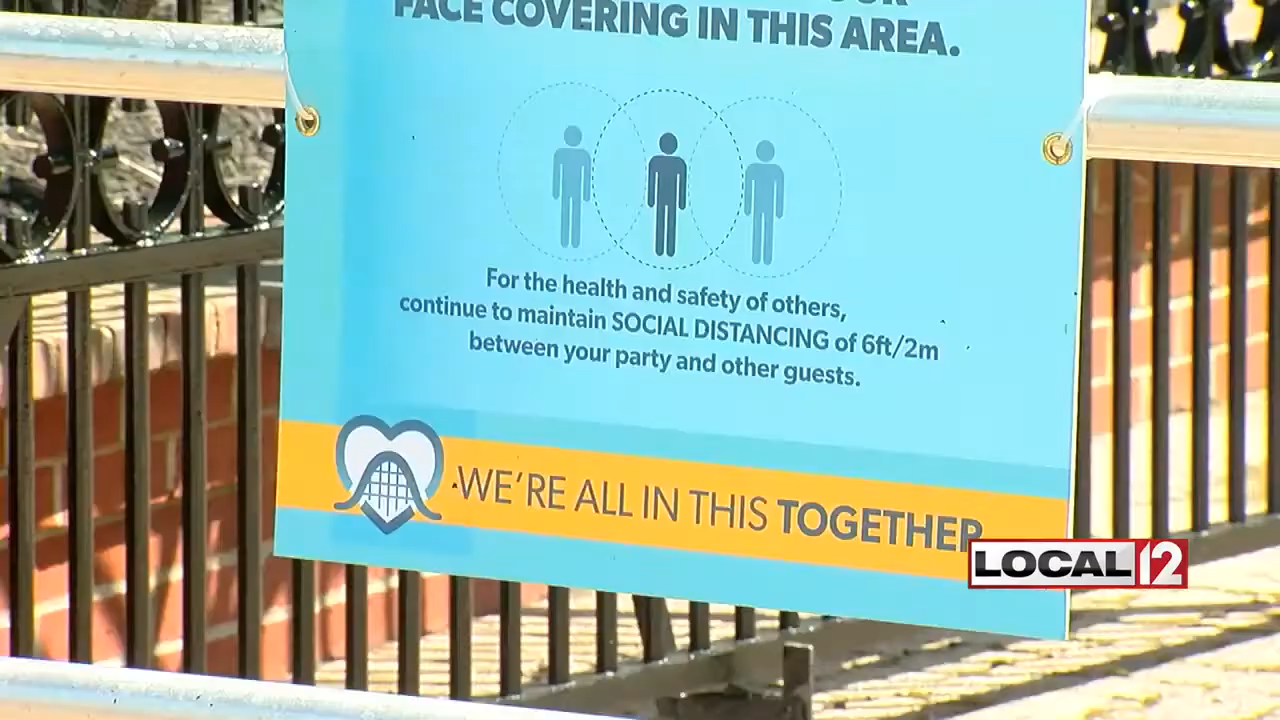 FACE COVERING IN THIS AREA.
For the health and safety of others,
continue to maintain SOCIAL DISTANCING of 6ft/2m
between your party and other guests.
WE'RE ALL IN THIS TOGETHER
LOCAL 12